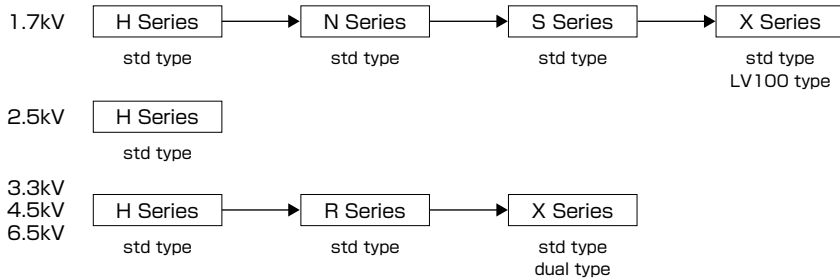 1.7kV H Series N Series S Series X Series
std type std type std type std type
LV100 type
2.5kV H Series
std type
3.3kV
4.5kV H Series R Series X Series
6.5kV
std type std type std type
dual type